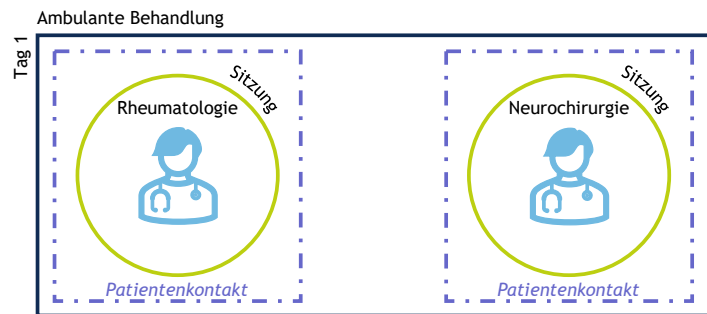 Ambulante Behandlung
Tag 1
Sitzung
Rheumatologie
Patientenkontakt
Sitzung
Neurochirurgie
Patientenkontakt